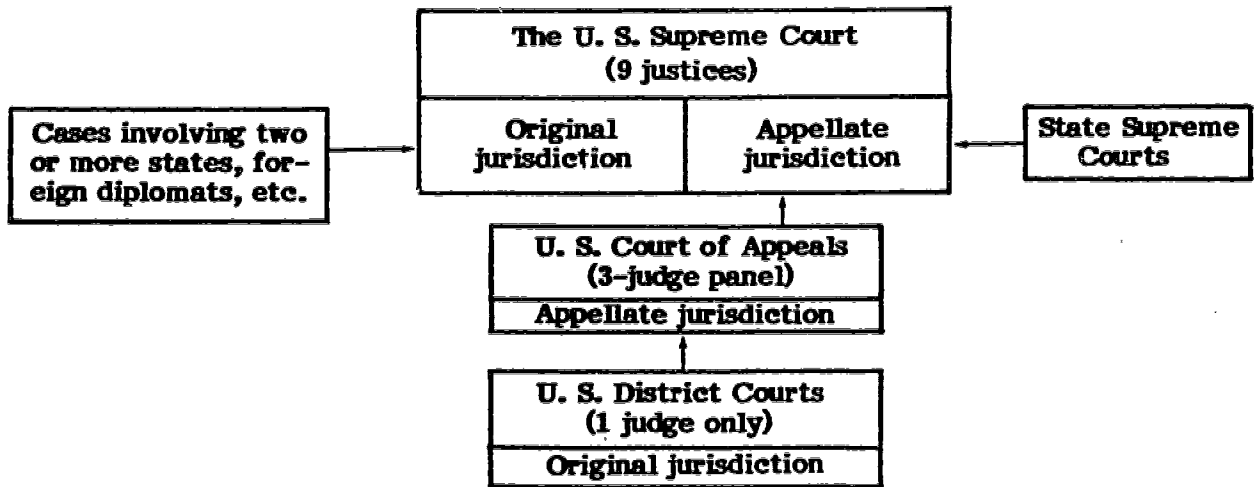 The U. S. Supreme Court
(9 justices)
Cases involving two
or more states, for-
eign diplomats, etc.
Original
jurisdiction
Appellate
jurisdiction
State Supreme
Courts
U. S. Court of Appeals
(3-judge panel)
Appellate jurisdiction
U. S. District Courts
(1 judge only)
Original jurisdiction